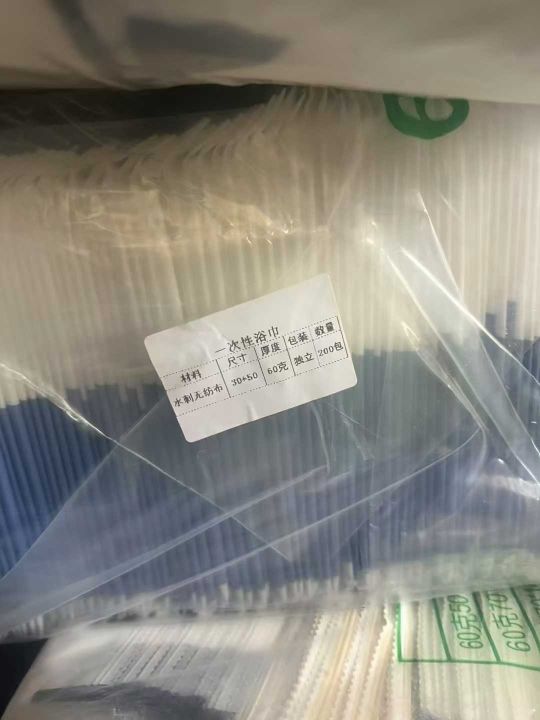 一次性浴巾
材料 尺寸 厚度 包装 数量
水刺无纺布 30*50 60克 独立 200包
60克50
60克70